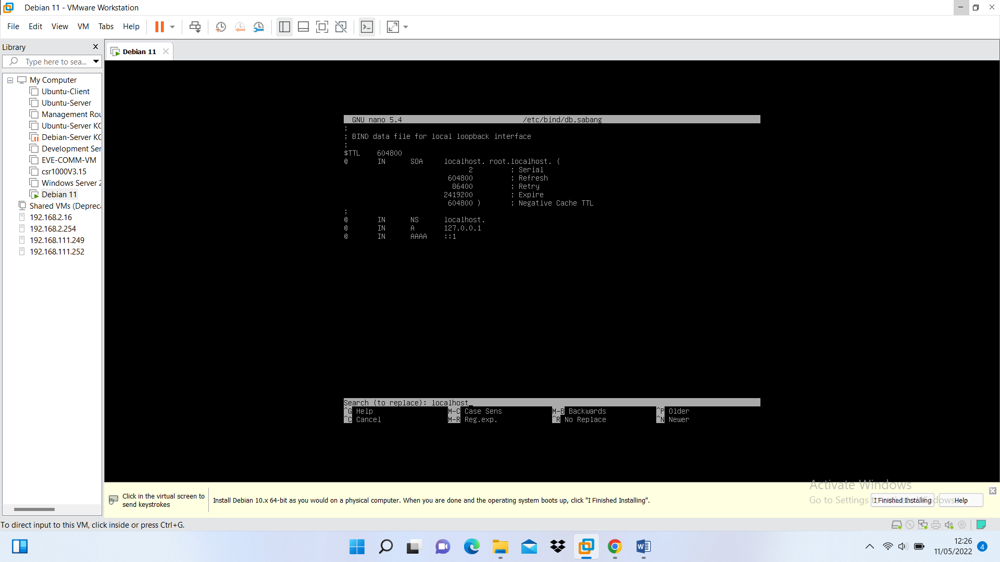 Debian 11 - VMware Workstation
File Edit View VM Tabs Help
Library
Type here to sea...
Debian 11
My Computer
Ubuntu-Client
Ubuntu-Server
Management Rou
Ubuntu-Server KC
Debian-Server KC
Development Ser
EVE-COMM-VM
csr1000V3.15
Windows Server 2
Debian 11
Shared VMs (Depreca
192.168.2.16
192.168.2.254
192.168.111.249
192.168.111.252
GNU nano 5.4 /etc/bind/db.sabang
;
; BIND data file for local loopback interface
;
$TTL 604800
@ IN SOA localhost. root.localhost. (
2 ; Serial
604800 ; Refresh
86400 ; Retry
2419200 ; Expire
604800 ) ; Negative Cache TTL
;
@ IN NS localhost.
@ IN A 127.0.0.1
@ IN AAAA ::1
Search (to replace): localhost
^G Help M-C Case Sens M-B Backwards ^P Older
^C Cancel M-R Reg.exp. ^R No Replace ^N Newer
Click in the virtual screen to
send keystrokes
Install Debian 10.x 64-bit as you would on a physical computer. When you are done and the operating system boots up, click "I Finished Installing".
I Finished Installing
Help
Activate Windows
Go to Settings to activate Windows
To direct input to this VM, click inside or press Ctrl+G.
12:26
11/05/2022
4